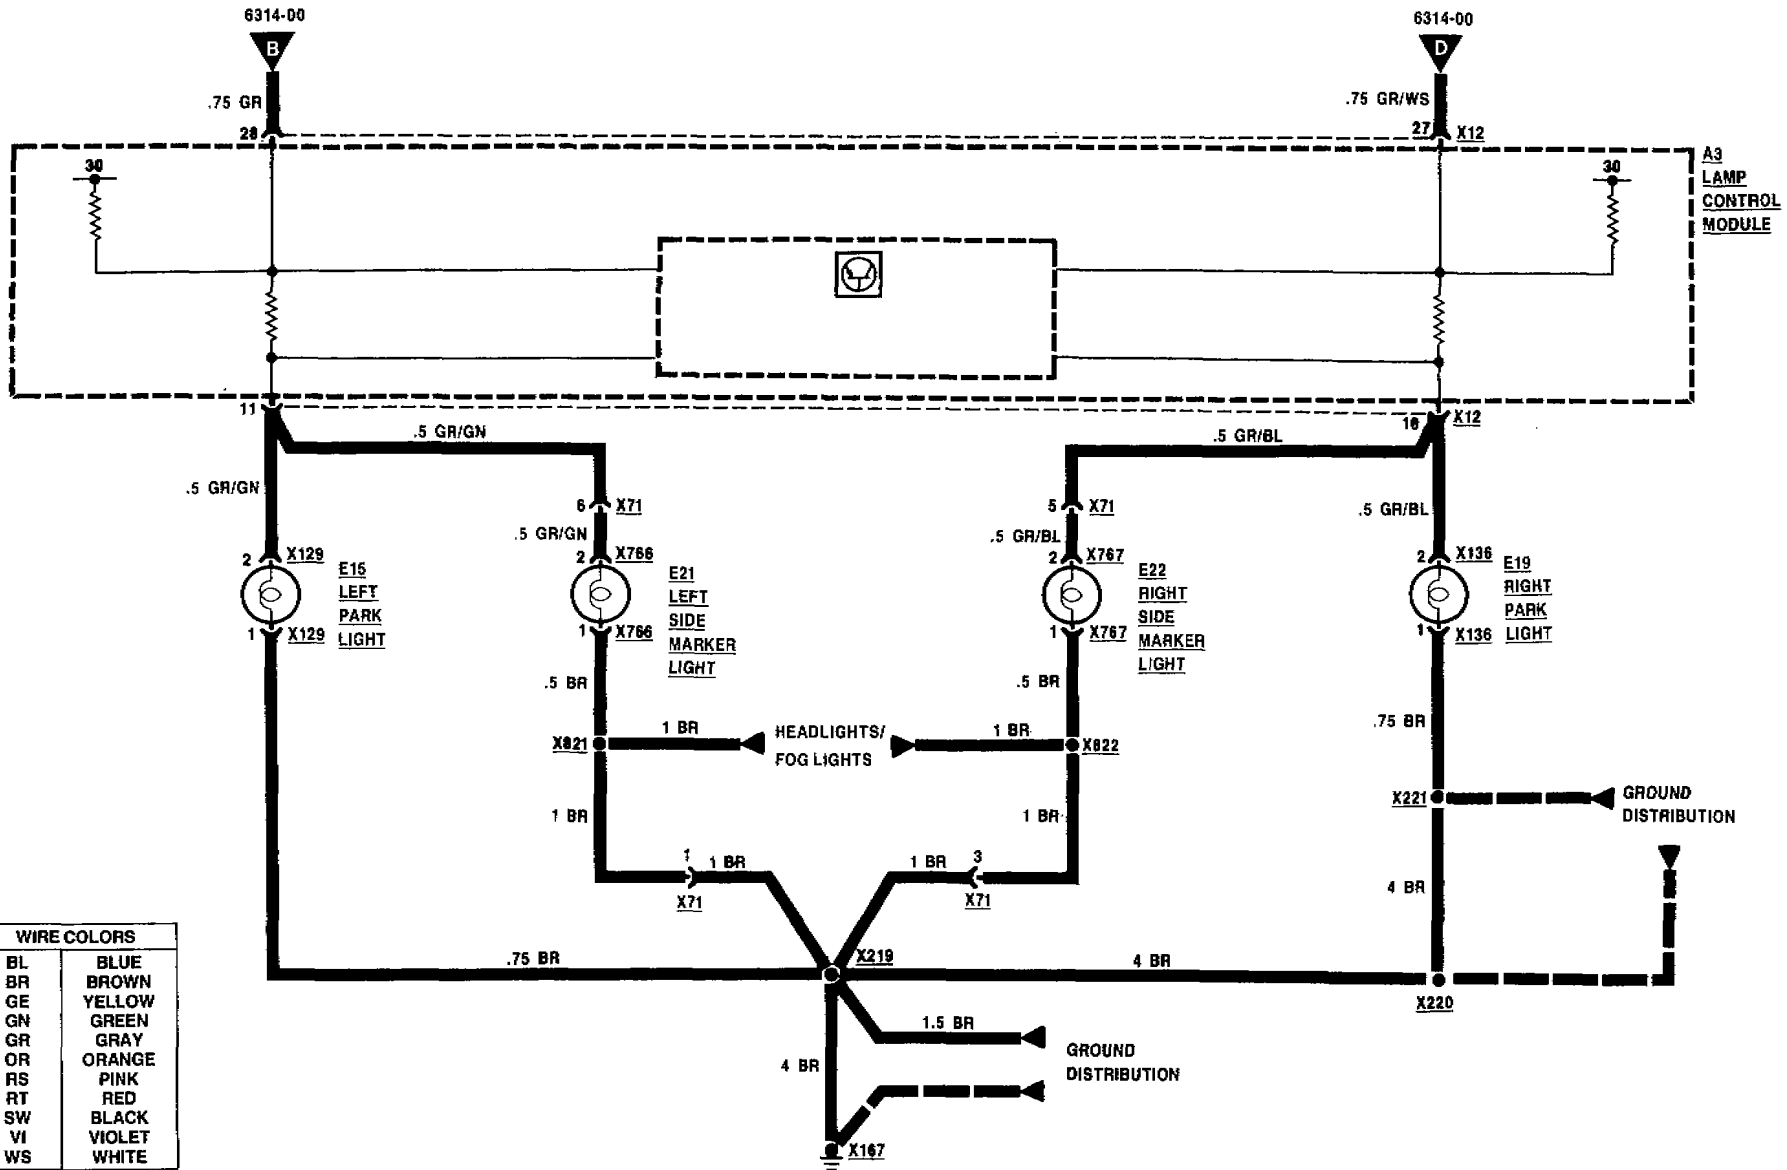 6314-00
6314-00
B
D
.75 GR
.75 GR/WS
28
27 X12
30
30
A3
LAMP
CONTROL
MODULE
11
16 X12
.5 GR/GN
.5 GR/BL
.5 GR/GN
6 X71
5 X71
.5 GR/BL
.5 GR/GN
.5 GR/BL
2 X129
2 X766
2 X767
2 X136
E15
LEFT
PARK
LIGHT
E21
LEFT
SIDE
MARKER
LIGHT
E22
RIGHT
SIDE
MARKER
LIGHT
E19
RIGHT
PARK
LIGHT
1 X129
1 X766
1 X767
1 X136
.5 BR
.5 BR
.75 BR
X821
1 BR
HEADLIGHTS/
FOG LIGHTS
1 BR
X822
X221
GROUND
DISTRIBUTION
1 BR
1 BR
1
1 BR
1 BR
3
X71
X71
4 BR
.75 BR
X219
4 BR
X220
1.5 BR
4 BR
GROUND
DISTRIBUTION
X167
WIRE COLORS
BL BLUE
BR BROWN
GE YELLOW
GN GREEN
GR GRAY
OR ORANGE
RS PINK
RT RED
SW BLACK
VI VIOLET
WS WHITE